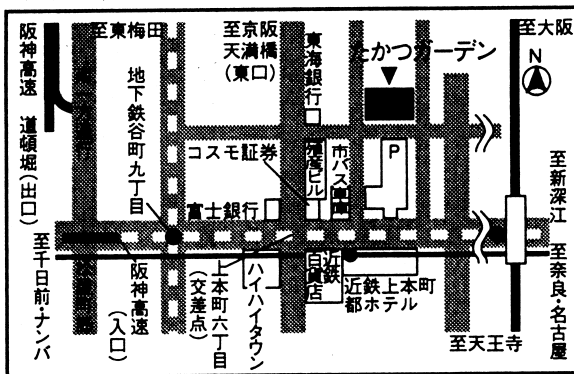 阪神高速 道頓堀(出口)
至東梅田
地下鉄谷町九丁目
至京阪
天満橋
(東口)
東海銀行
たかつガーデン
至大阪
N
コスモ証券
殖産ビル
市バス車庫
P
富士銀行
至新深江
至千日前・ナンバ
阪神高速
(入口)
上本町六丁目
(交差点)
ハイハイタウン
近鉄
百貨店
近鉄上本町
都ホテル
至天王寺
至奈良・名古屋